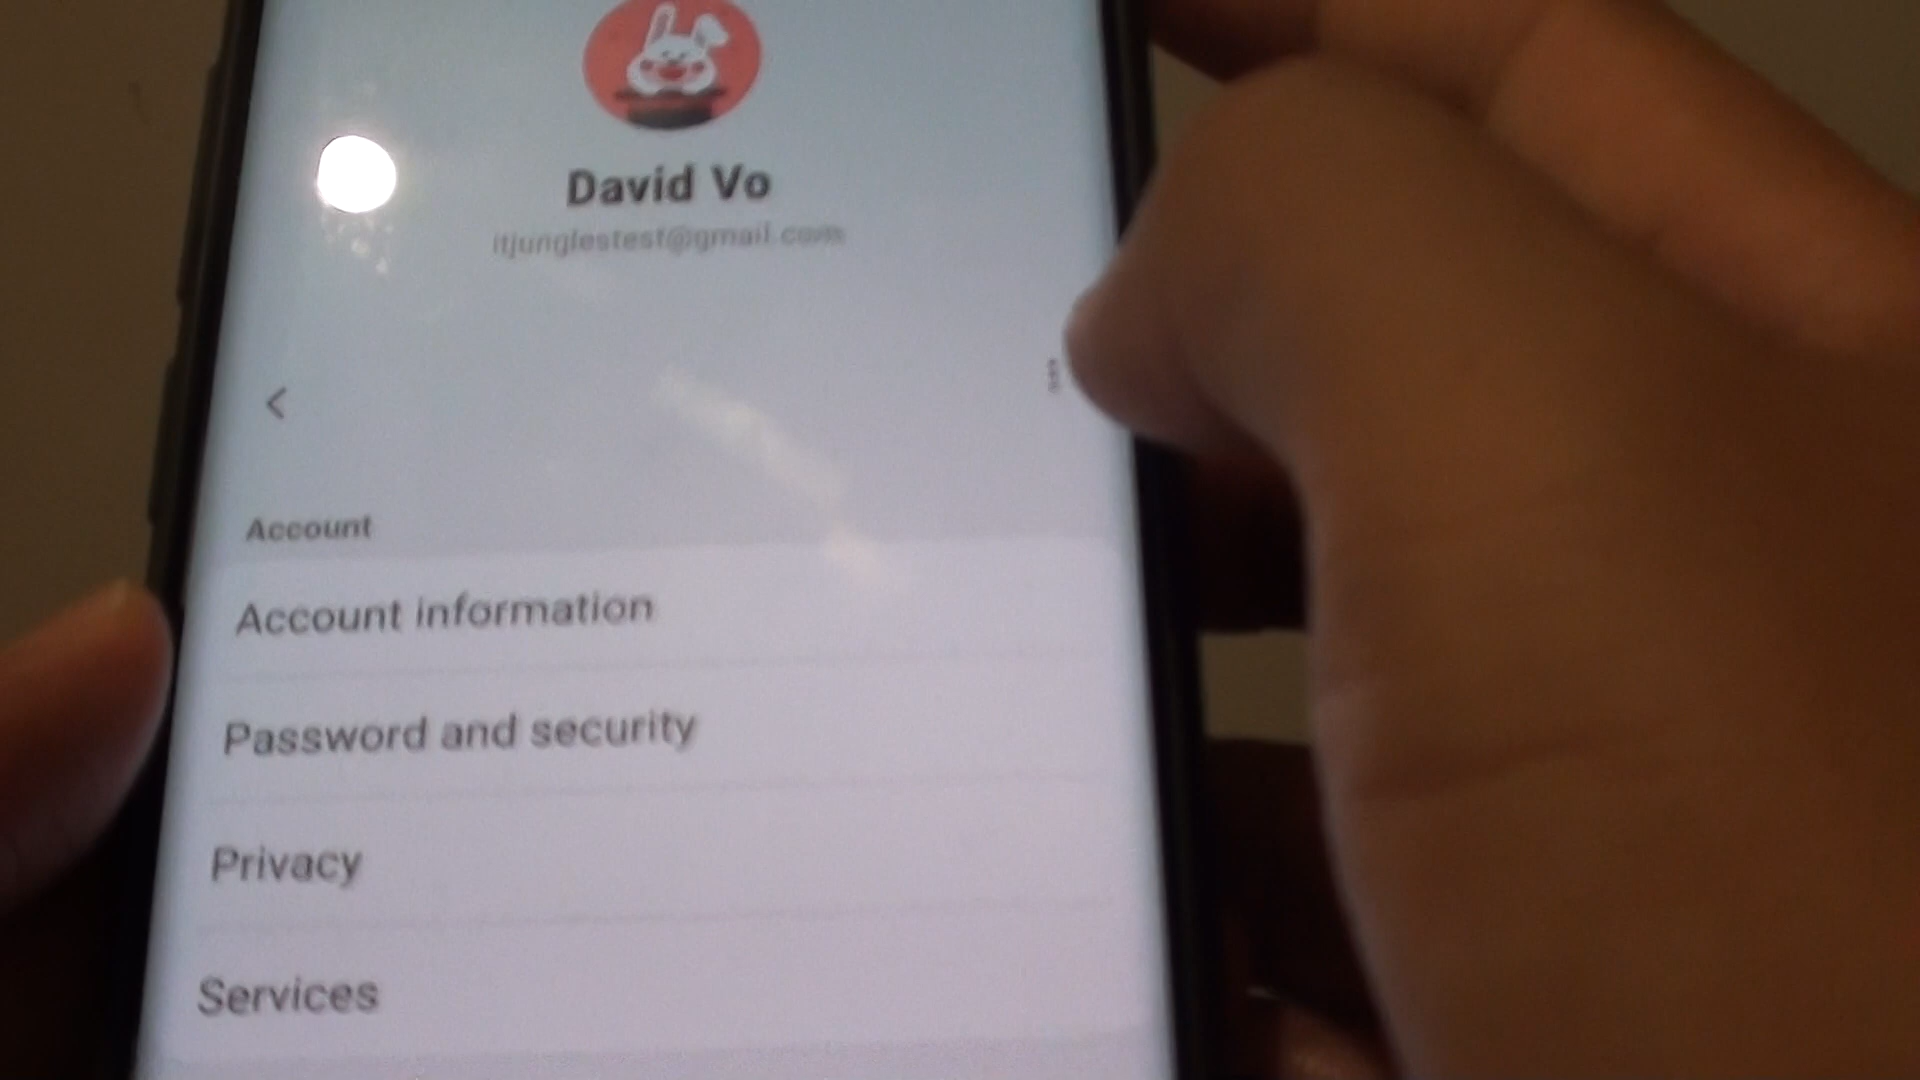 David Vo
itjunglestest@gmail.com
Account
Account information
Password and security
Privacy
Services